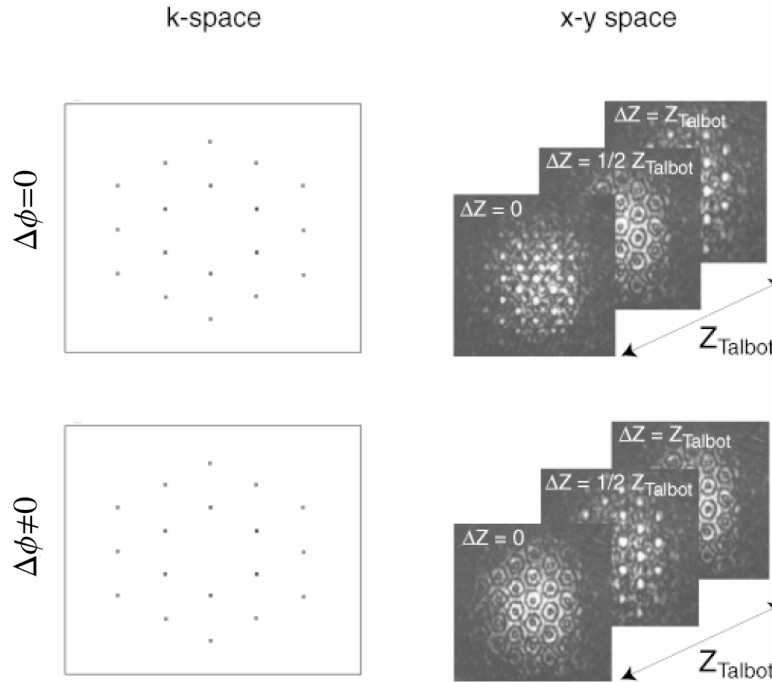 k-space
x-y space
Δϕ=0
ΔZ = Z_Talbot
ΔZ = 1/2 Z_Talbot
ΔZ = 0
Z_Talbot
Δϕ≠0
ΔZ = Z_Talbot
ΔZ = 1/2 Z_Talbot
ΔZ = 0
Z_Talbot